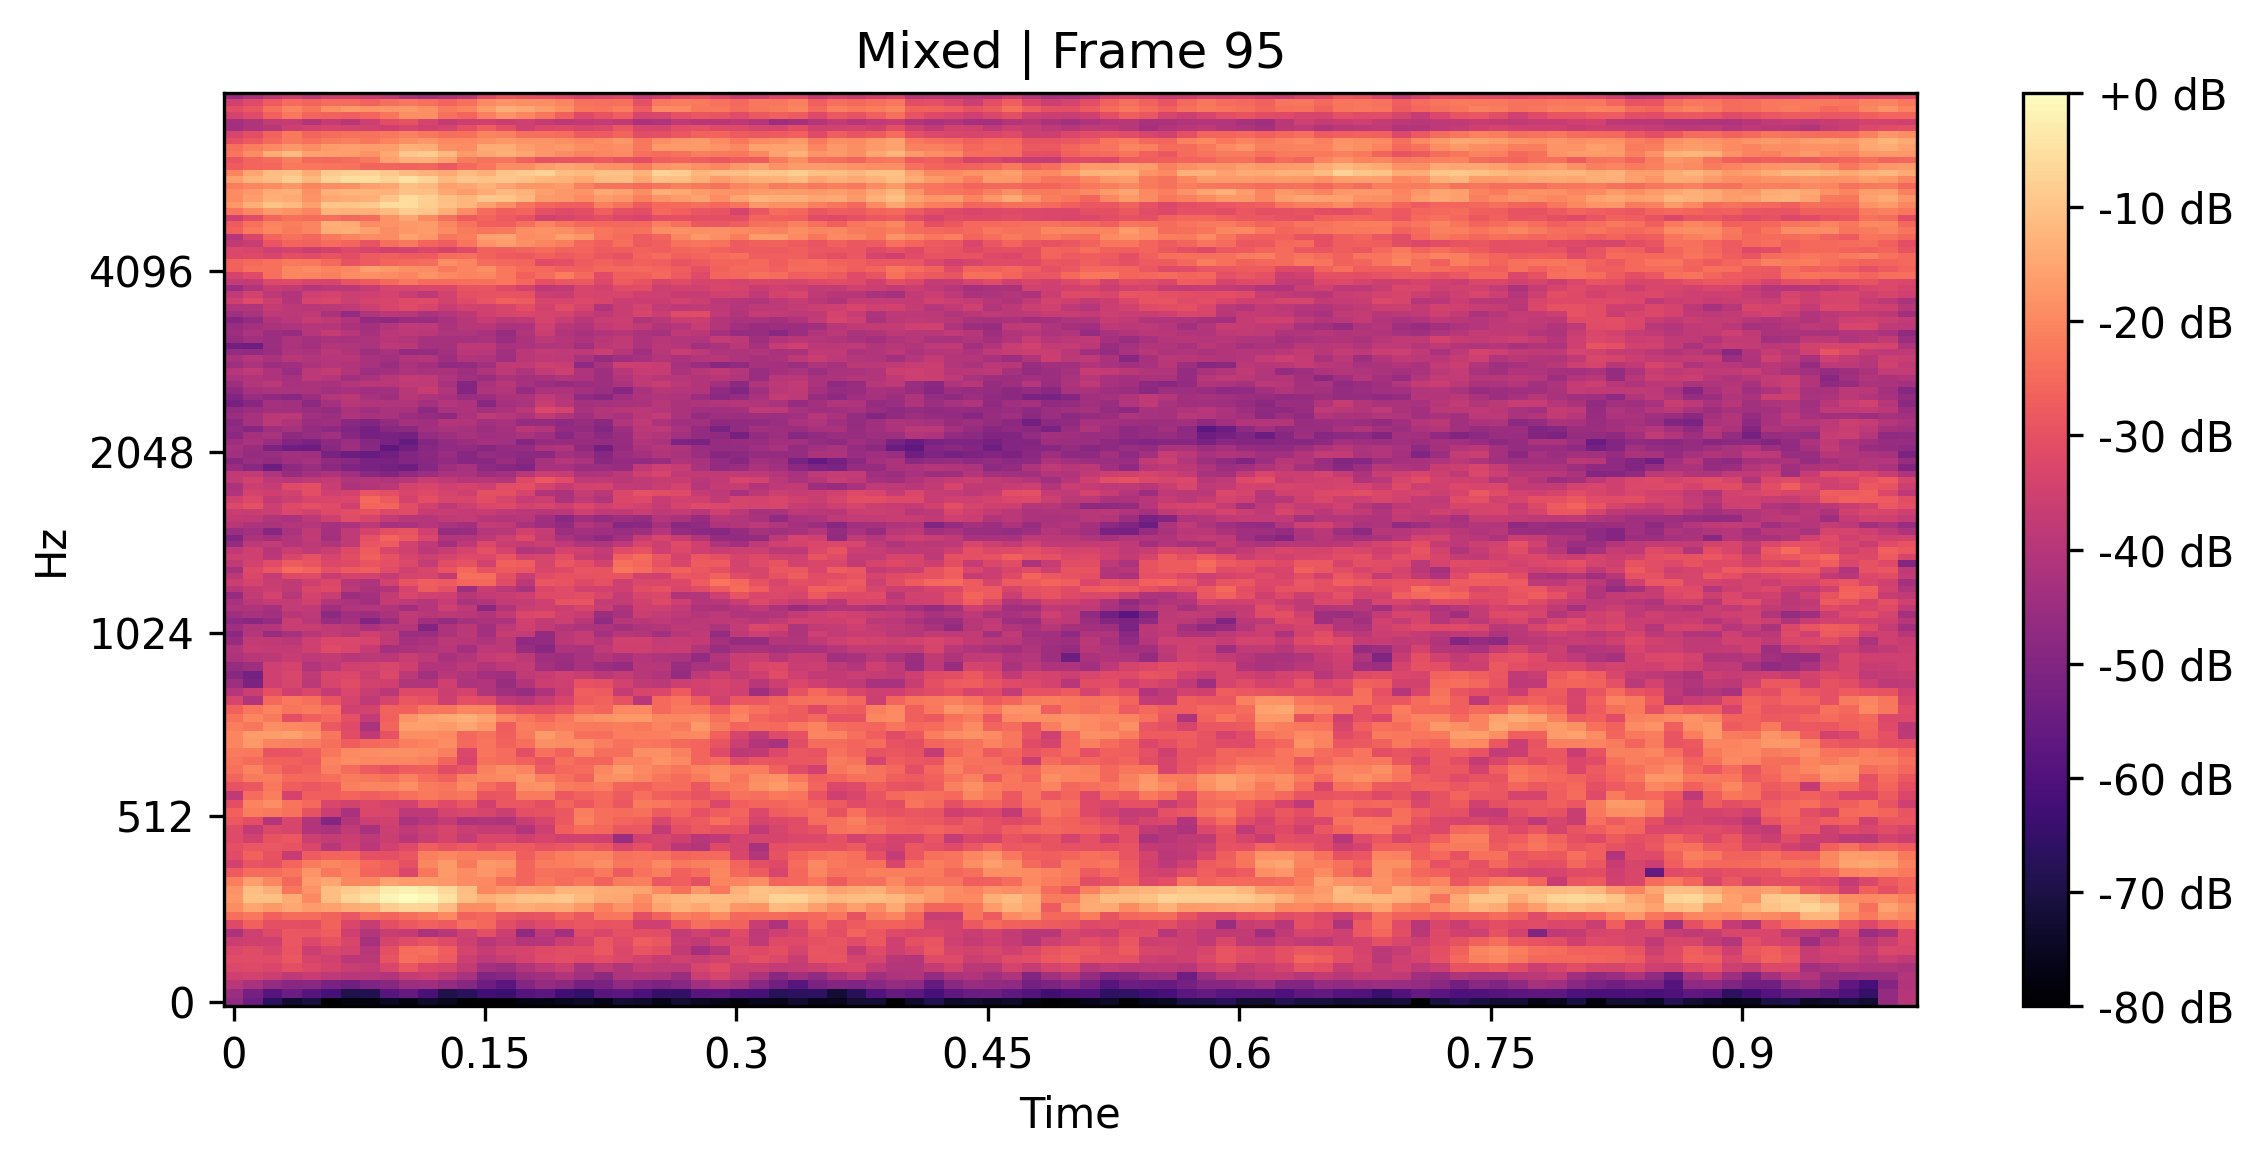 Mixed | Frame 95
+0 dB
-10 dB
-20 dB
-30 dB
-40 dB
-50 dB
-60 dB
-70 dB
-80 dB
4096
2048
1024
512
0
Hz
0 0.15 0.3 0.45 0.6 0.75 0.9
Time